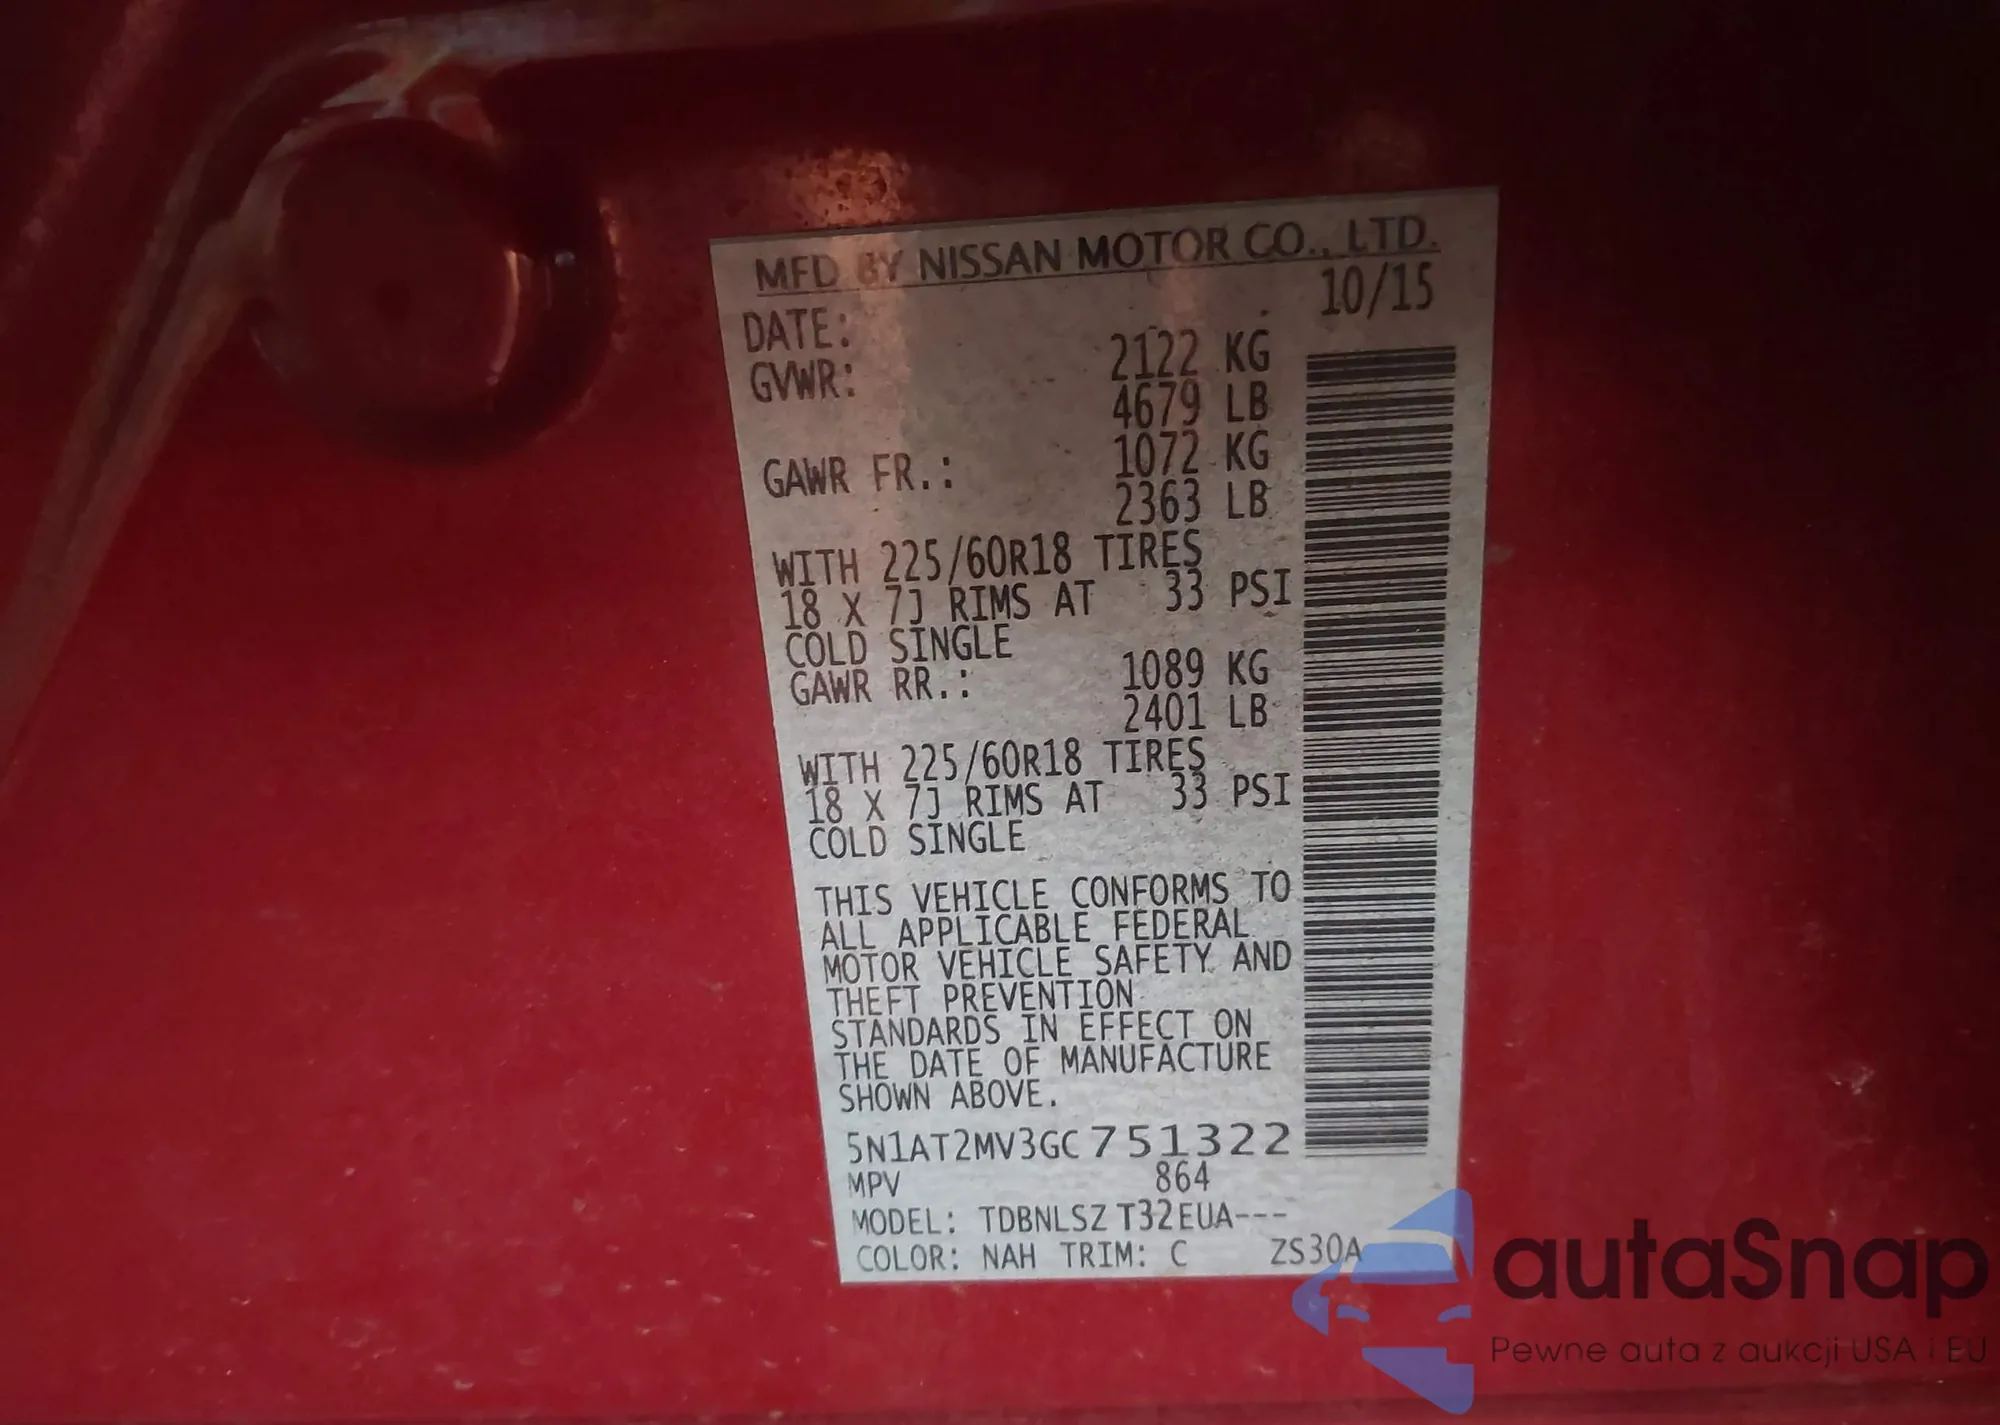 MFD BY NISSAN MOTOR CO., LTD.
DATE: 10/15
GVWR: 2122 KG
4679 LB
GAWR FR.: 1072 KG
2363 LB
WITH 225/60R18 TIRES
18 X 7J RIMS AT 33 PSI
COLD SINGLE
GAWR RR.: 1089 KG
2401 LB
WITH 225/60R18 TIRES
18 X 7J RIMS AT 33 PSI
COLD SINGLE
THIS VEHICLE CONFORMS TO
ALL APPLICABLE FEDERAL
MOTOR VEHICLE SAFETY AND
THEFT PREVENTION
STANDARDS IN EFFECT ON
THE DATE OF MANUFACTURE
SHOWN ABOVE.
5N1AT2MV3GC751322
MPV 864
MODEL: TDBNLSZ T32EUA---
COLOR: NAH TRIM: C ZS30A
autaSnap
Pewne auta z aukcji USA i EU